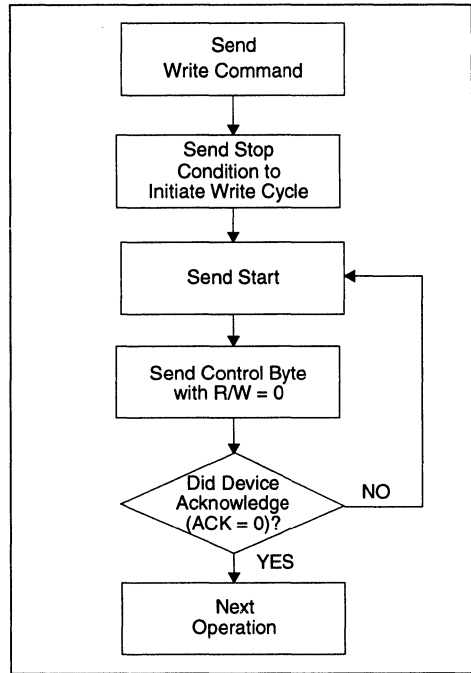 Send
Write Command
Send Stop
Condition to
Initiate Write Cycle
Send Start
Send Control Byte
with R/W = 0
Did Device
Acknowledge
(ACK = 0)?
NO
YES
Next
Operation